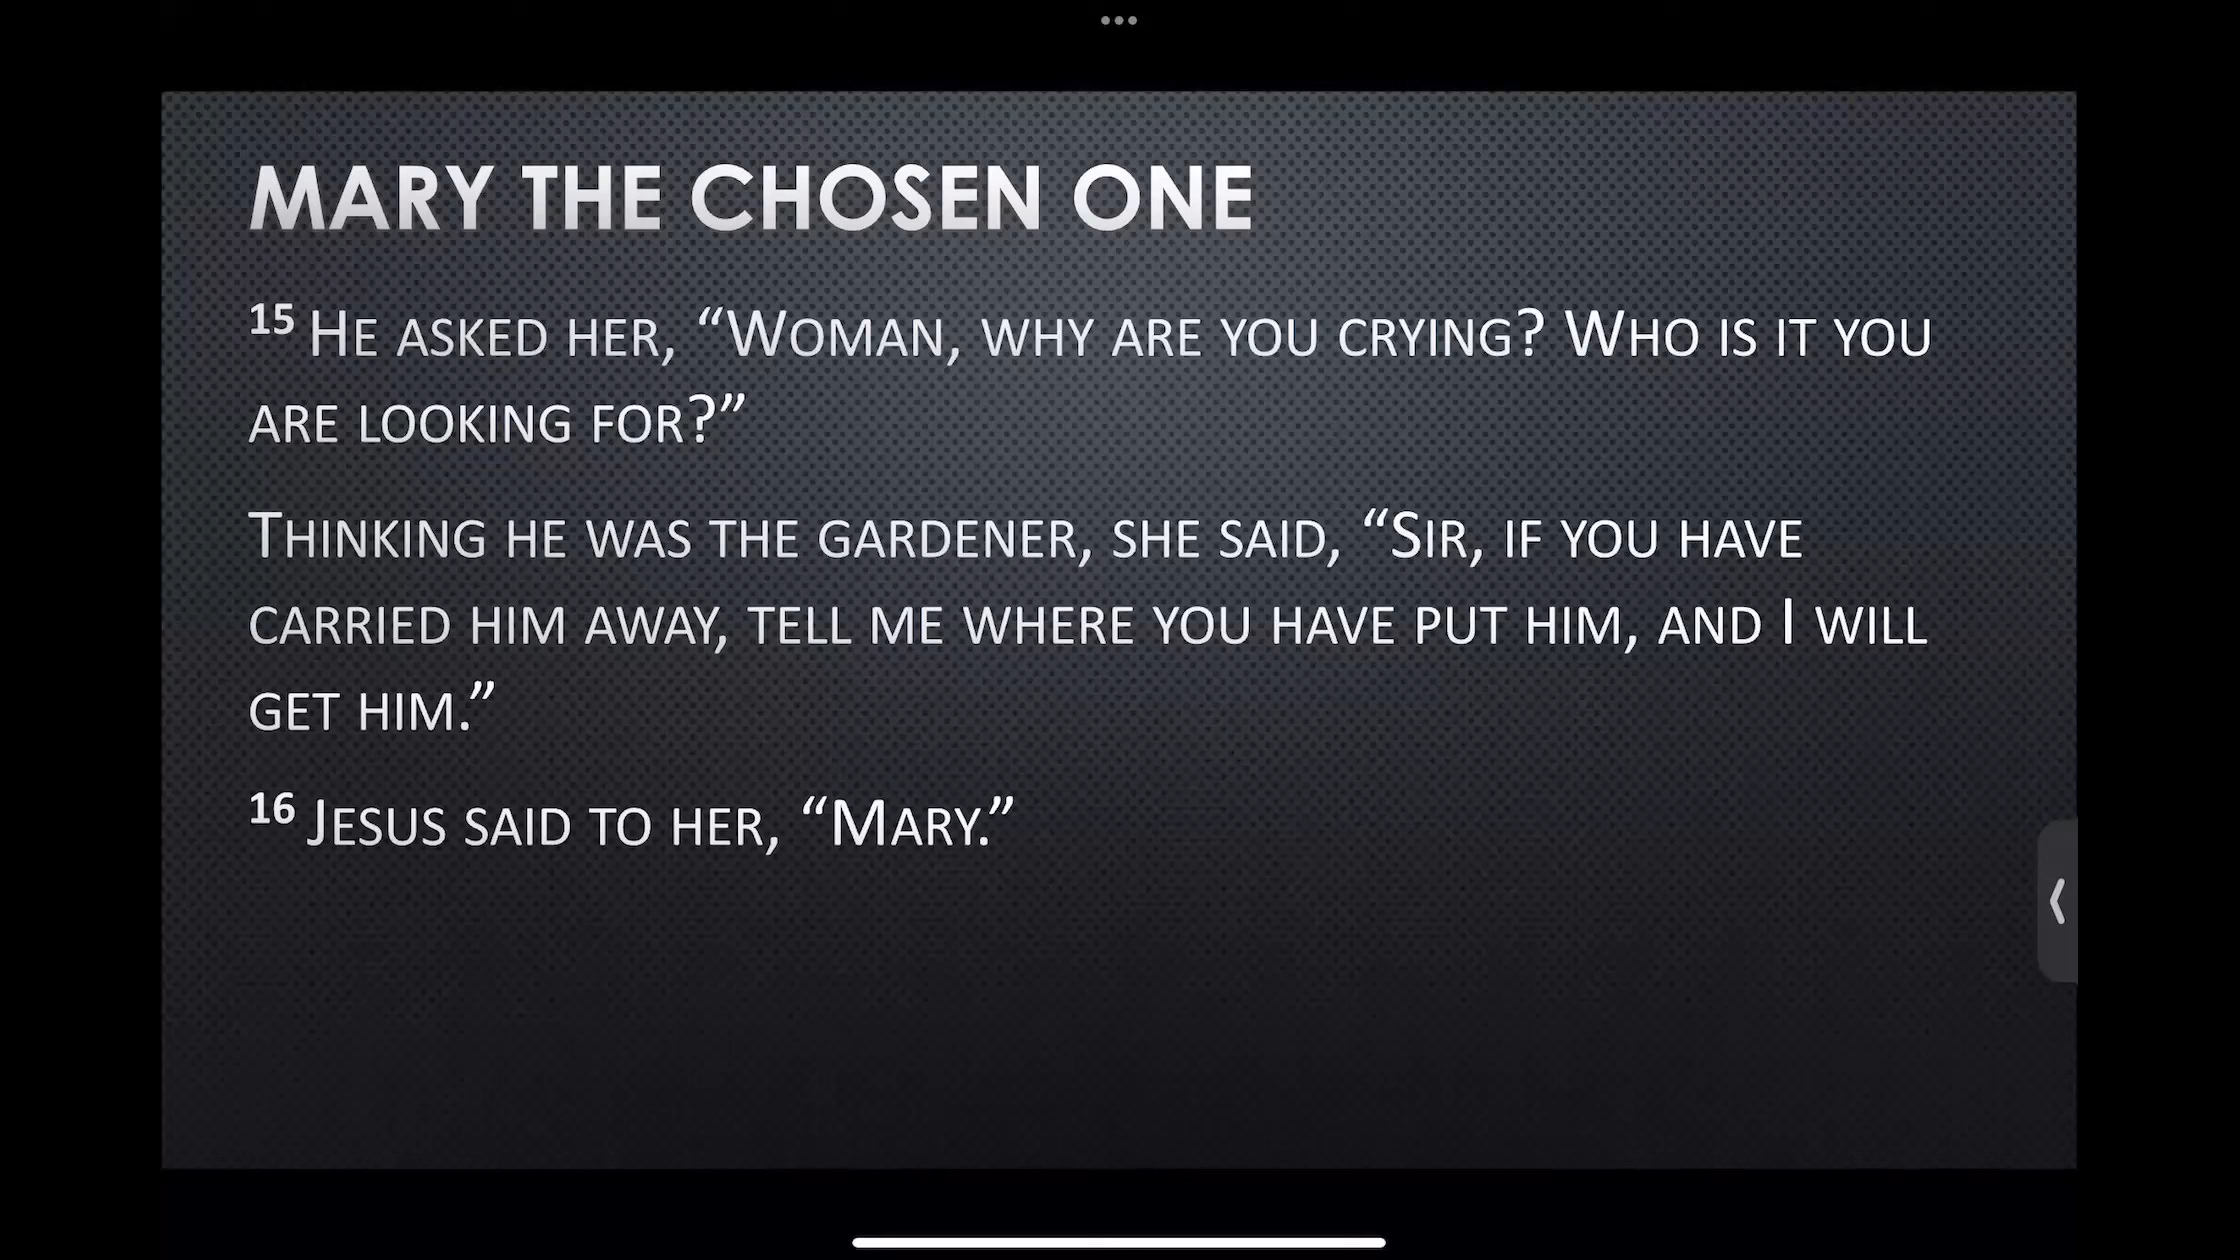 MARY THE CHOSEN ONE
15 He asked her, “Woman, why are you crying? Who is it you
are looking for?”
Thinking he was the gardener, she said, “Sir, if you have
carried him away, tell me where you have put him, and I will
get him.”
16 Jesus said to her, “Mary.”